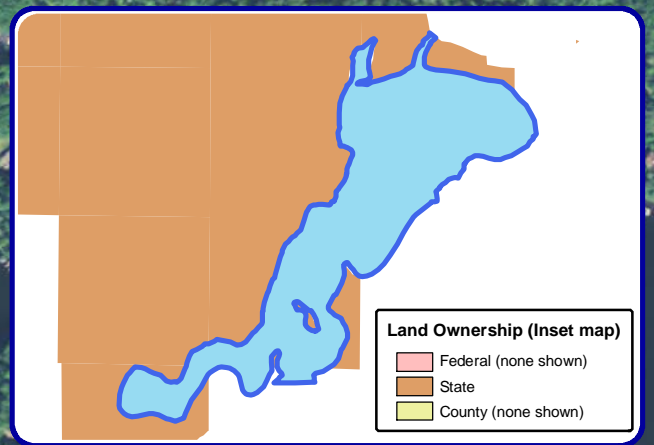 Land Ownership (Inset map)
Federal (none shown)
State
County (none shown)